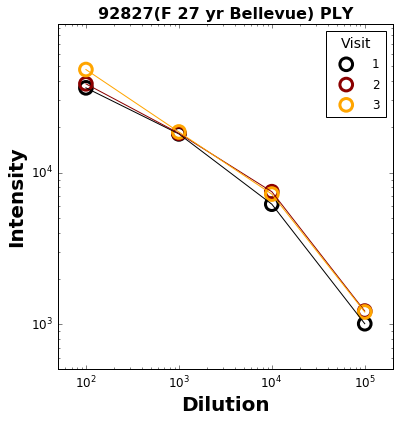 92827(F 27 yr Bellevue) PLY
Visit
1
2
3
Intensity
10⁴
10³
10² 10³ 10⁴ 10⁵
Dilution